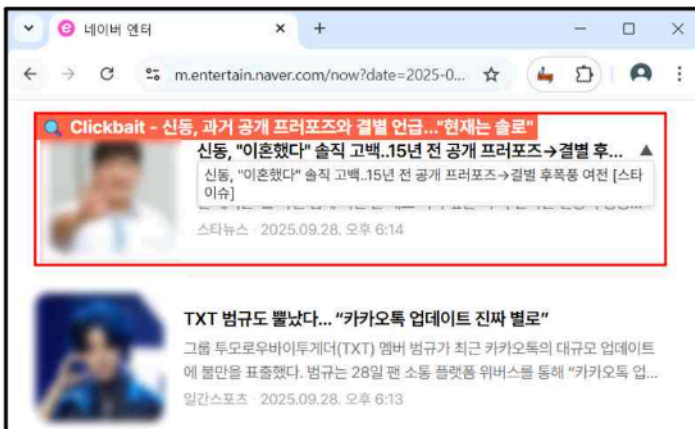 네이버 엔터
m.entertain.naver.com/now?date=2025-0...
Clickbait - 신동, 과거 공개 프러포즈와 결별 언급..."현재는 솔로"
신동, "이혼했다" 솔직 고백..15년 전 공개 프러포즈→결별 후... ▲
신동, "이혼했다" 솔직 고백..15년 전 공개 프러포즈→결별 후폭풍 여전 [스타
이슈]
스타뉴스 · 2025.09.28. 오후 6:14
TXT 범규도 뿔났다... “카카오톡 업데이트 진짜 별로”
그룹 투모로우바이투게더(TXT) 멤버 범규가 최근 카카오톡의 대규모 업데이트
에 불만을 표출했다. 범규는 28일 팬 소통 플랫폼 위버스를 통해 “카카오톡 업...
일간스포츠 · 2025.09.28. 오후 6:13